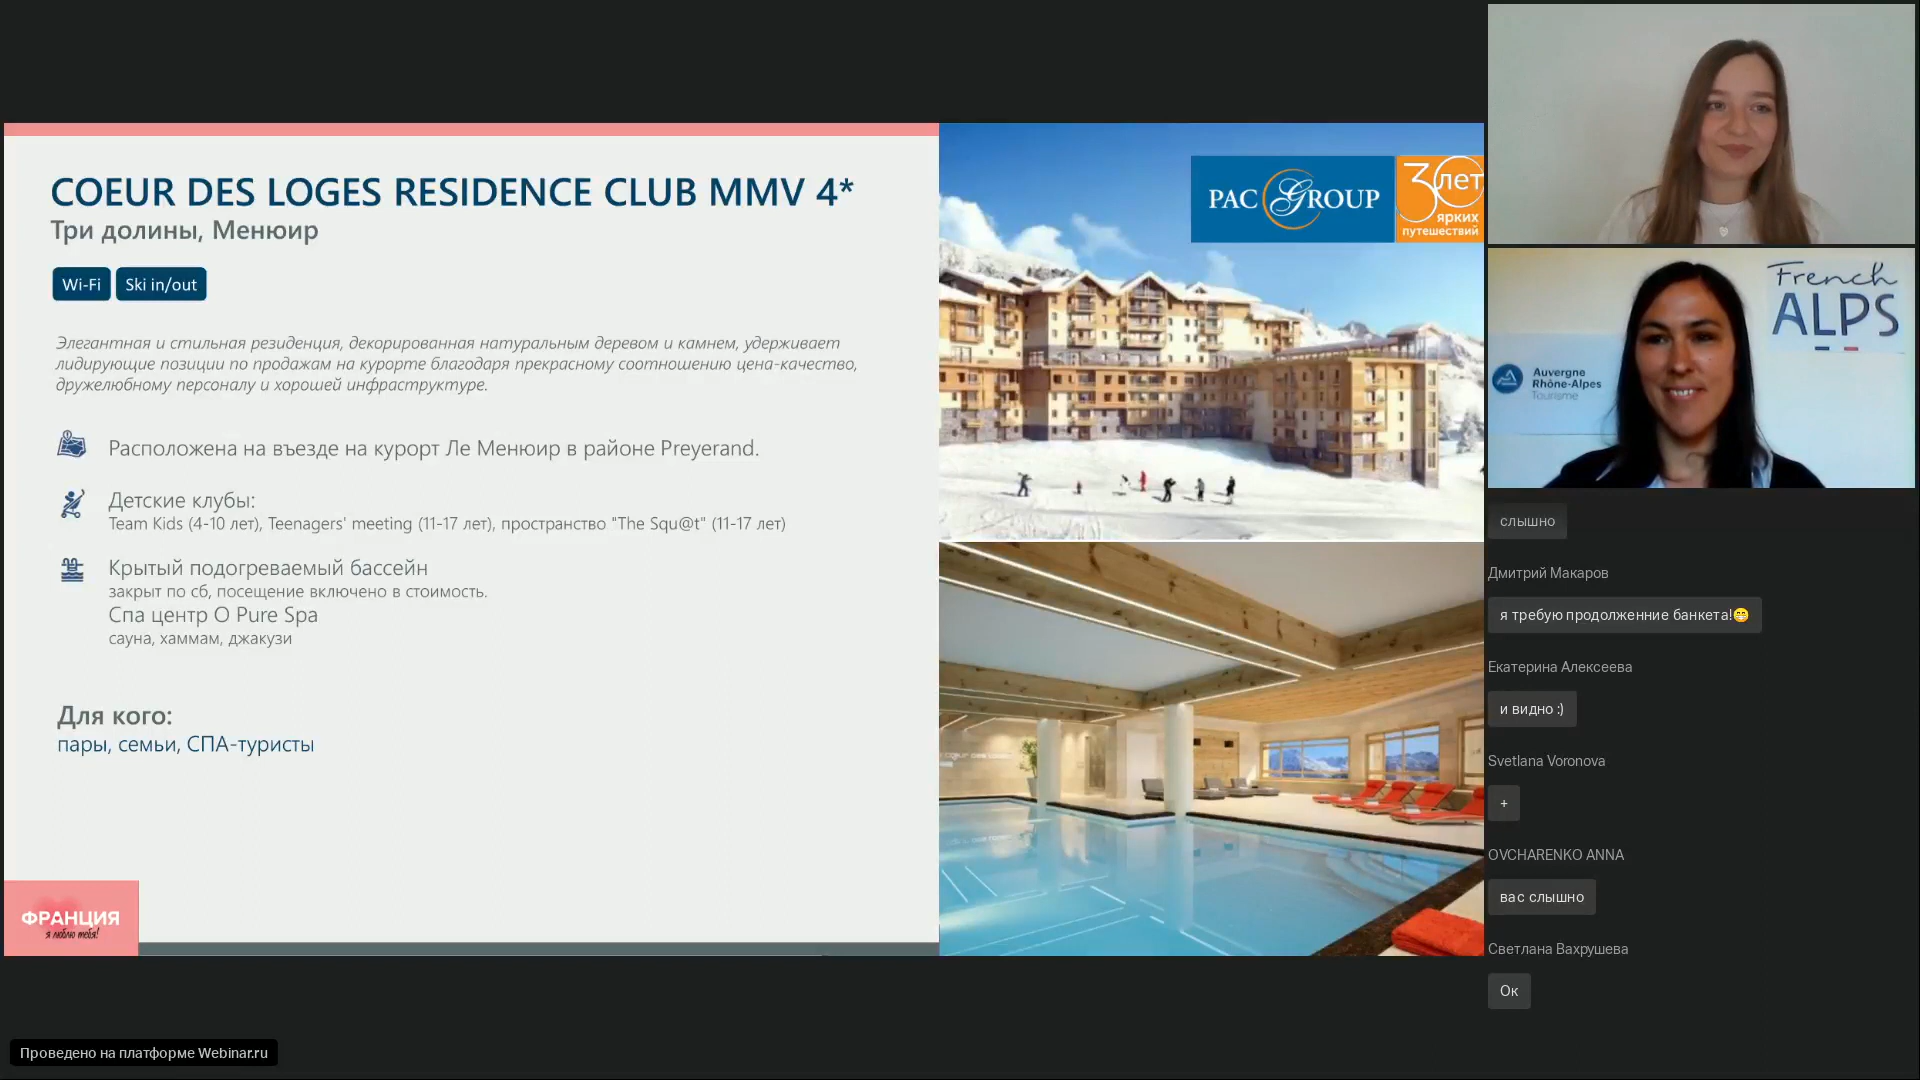 COEUR DES LOGES RESIDENCE CLUB MMV 4*
Три долины, Менюир
Wi-Fi
Ski in/out
Элегантная и стильная резиденция, декорированная натуральным деревом и камнем, удерживает
лидирующие позиции по продажам на курорте благодаря прекрасному соотношению цена-качество,
дружелюбному персоналу и хорошей инфраструктуре.
Расположена на въезде на курорт Ле Менюир в районе Preyerand.
Детские клубы:
Team Kids (4-10 лет), Teenagers' meeting (11-17 лет), пространство "The Squ@t" (11-17 лет)
Крытый подогреваемый бассейн
закрыт по сб, посещение включено в стоимость.
Спа центр O Pure Spa
сауна, хаммам, джакузи
Для кого:
пары, семьи, СПА-туристы
ФРАНЦИЯ
я люблю тебя!
PAC GROUP
30 лет
ярких
путешествий
French
ALPS
Auvergne
Rhône-Alpes
Tourisme
слышно
Дмитрий Макаров
я требую продолженние банкета!😁
Екатерина Алексеева
и видно :)
Svetlana Voronova
+
OVCHARENKO ANNA
вас слышно
Светлана Вахрушева
Ок
Проведено на платформе Webinar.ru